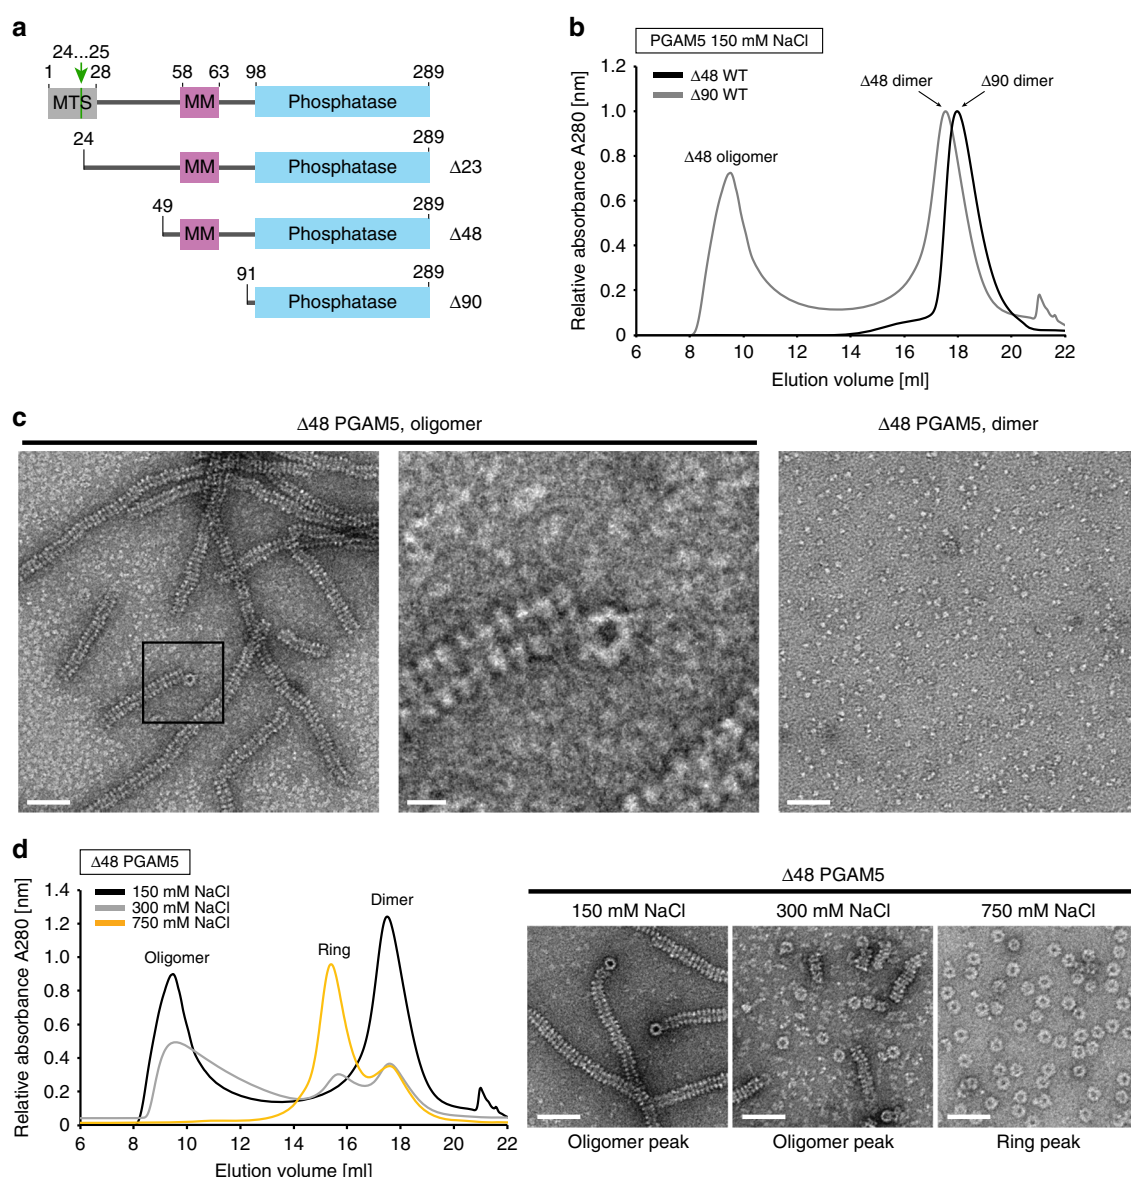 a
24...25
1 28 58 63 98 289
MTS MM Phosphatase
24 289
MM Phosphatase Δ23
49 289
MM Phosphatase Δ48
91 289
Phosphatase Δ90
b
PGAM5 150 mM NaCl
Δ48 WT
Δ90 WT
Δ48 dimer
Δ90 dimer
Δ48 oligomer
Relative absorbance A280 [nm]
1.2
1.0
0.8
0.6
0.4
0.2
0
6 8 10 12 14 16 18 20 22
Elution volume [ml]
c
Δ48 PGAM5, oligomer
Δ48 PGAM5, dimer
d
Δ48 PGAM5
150 mM NaCl
300 mM NaCl
750 mM NaCl
Oligomer
Ring
Dimer
Relative absorbance A280 [nm]
1.4
1.2
1.0
0.8
0.6
0.4
0.2
0
6 8 10 12 14 16 18 20 22
Elution volume [ml]
Δ48 PGAM5
150 mM NaCl
300 mM NaCl
750 mM NaCl
Oligomer peak
Oligomer peak
Ring peak